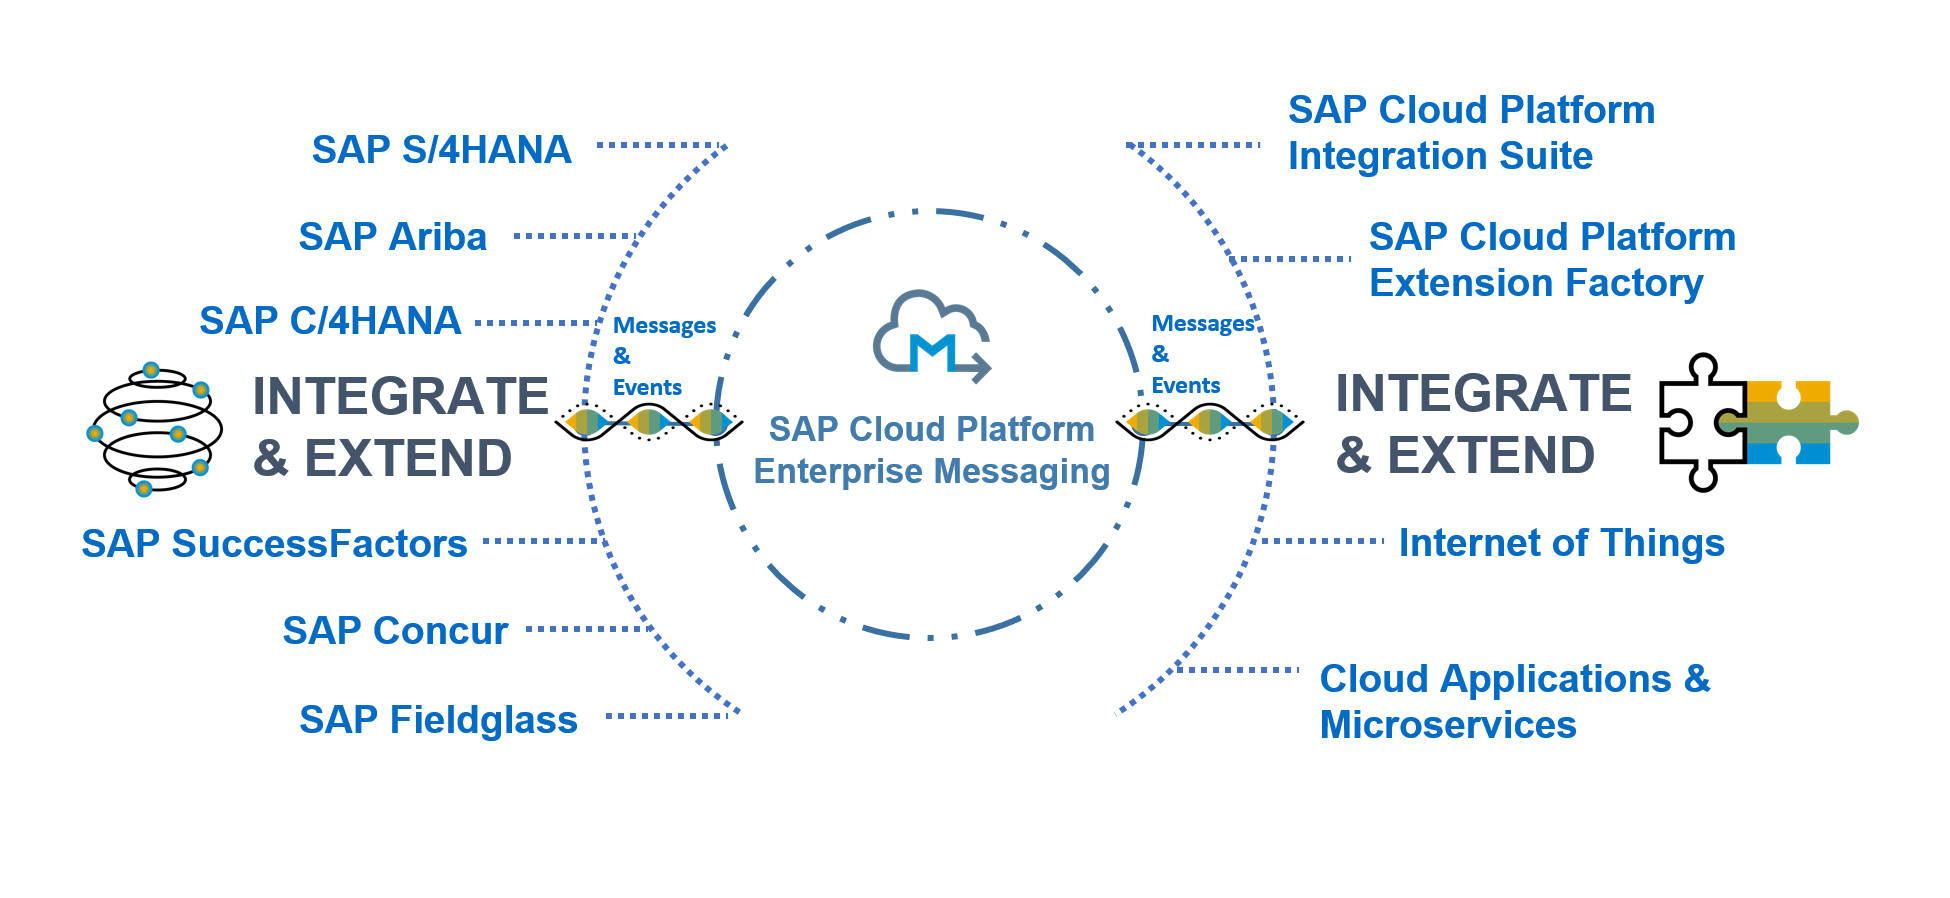 SAP S/4HANA
SAP Ariba
SAP C/4HANA
INTEGRATE
& EXTEND
SAP SuccessFactors
SAP Concur
SAP Fieldglass
Messages
&
Events
M
SAP Cloud Platform
Enterprise Messaging
Messages
&
Events
SAP Cloud Platform
Integration Suite
SAP Cloud Platform
Extension Factory
INTEGRATE
& EXTEND
Internet of Things
Cloud Applications &
Microservices